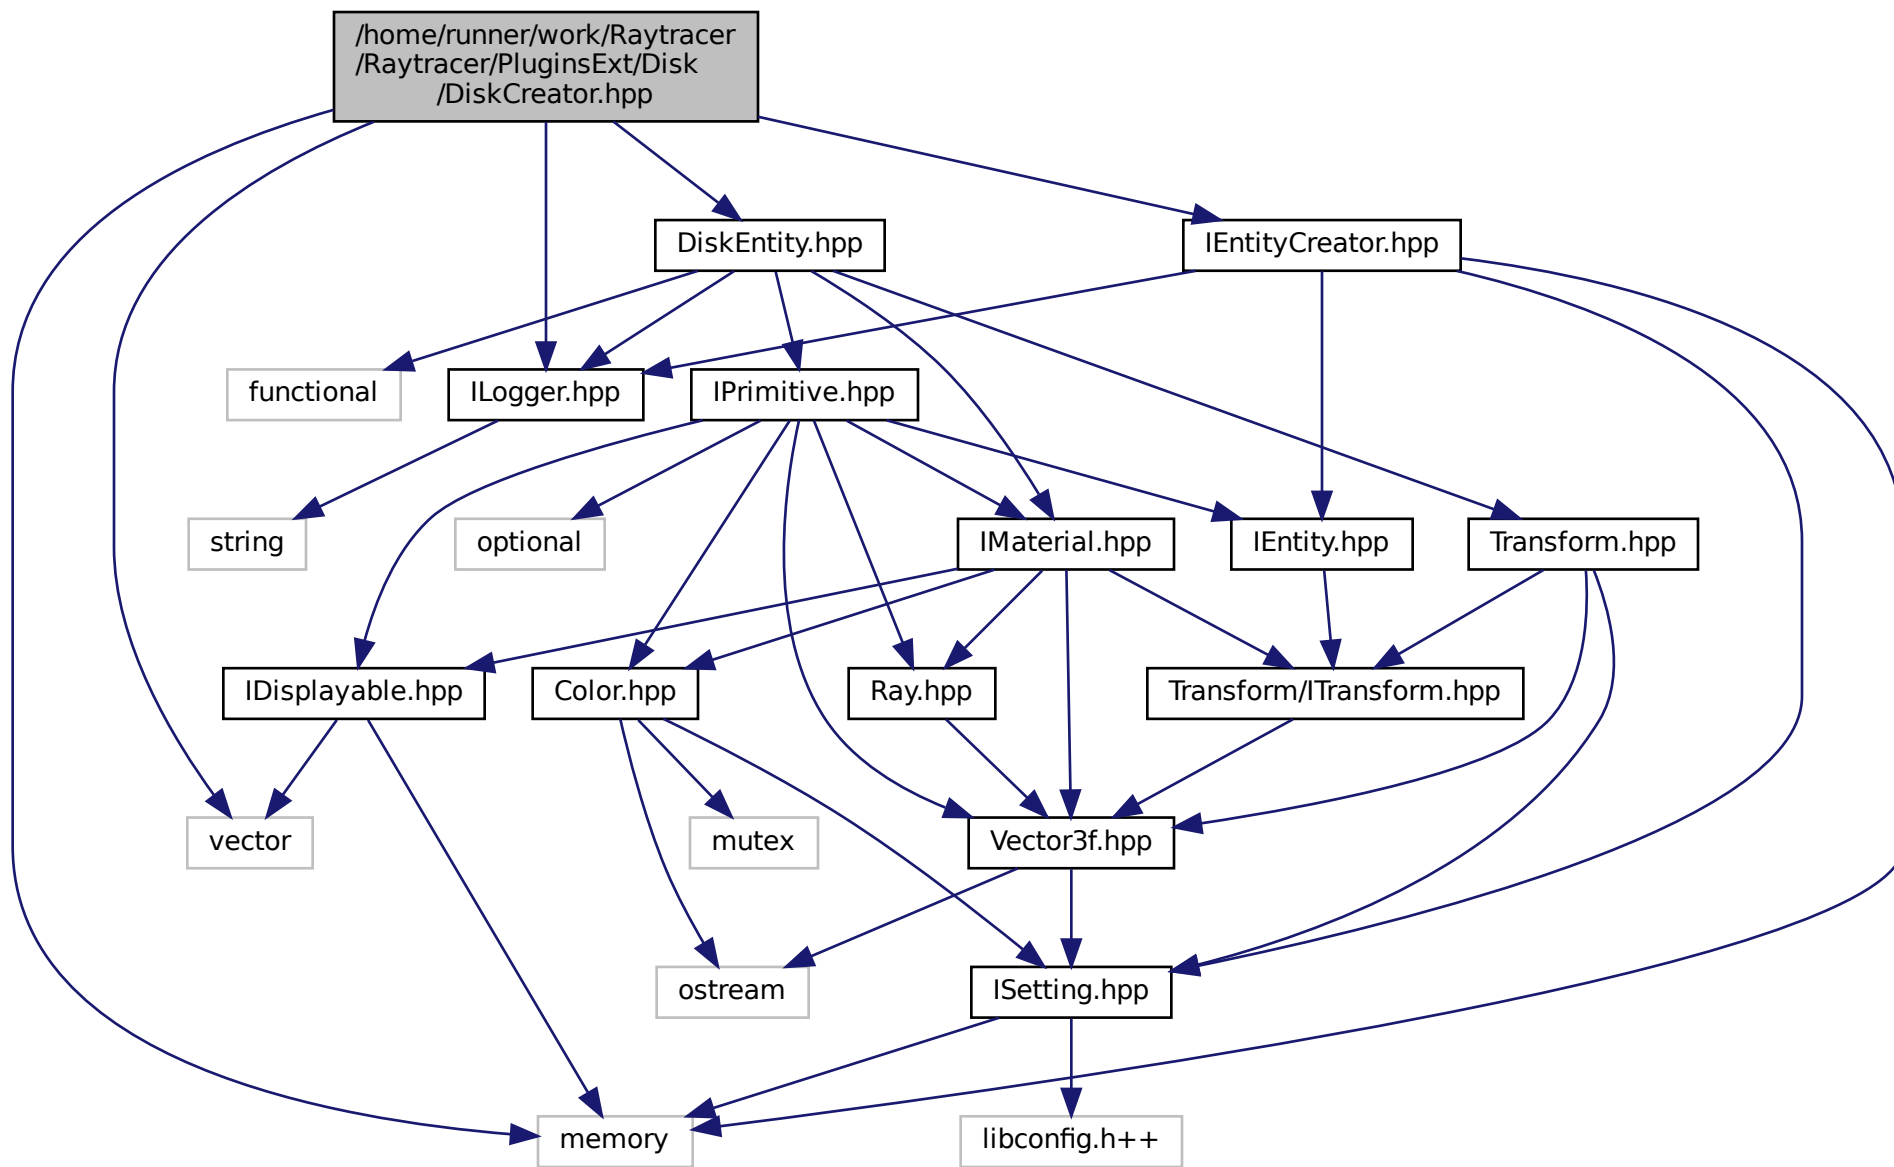 /home/runner/work/Raytracer
/Raytracer/PluginsExt/Disk
/DiskCreator.hpp
DiskEntity.hpp
IEntityCreator.hpp
functional
ILogger.hpp
IPrimitive.hpp
string
optional
IMaterial.hpp
IEntity.hpp
Transform.hpp
IDisplayable.hpp
Color.hpp
Ray.hpp
Transform/ITransform.hpp
vector
mutex
Vector3f.hpp
ostream
ISetting.hpp
memory
libconfig.h++